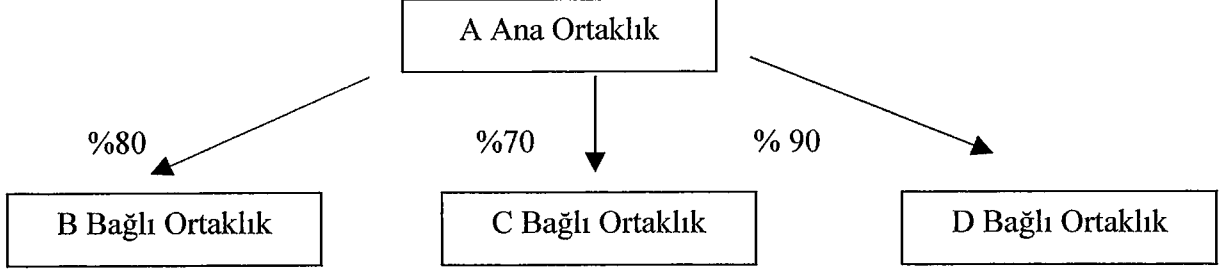 A Ana Ortaklık
%80
%70
% 90
B Bağlı Ortaklık
C Bağlı Ortaklık
D Bağlı Ortaklık